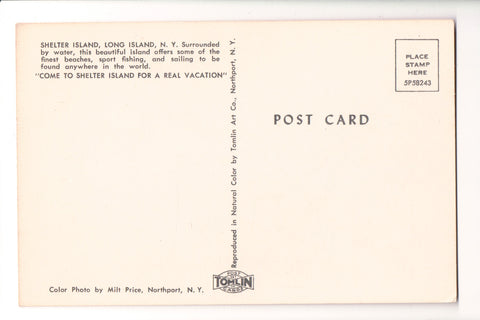 SHELTER ISLAND, LONG ISLAND, N. Y. Surrounded
by water, this beautiful island offers some of the
finest beaches, sport fishing, and sailing to be
found anywhere in the world.
"COME TO SHELTER ISLAND FOR A REAL VACATION"
Reproduced in Natural Color by Tomlin Art Co., Northport, N. Y.
PLACE
STAMP
HERE
5P58243
POST CARD
Color Photo by Milt Price, Northport, N. Y.
POST
TOMLIN
CARDS